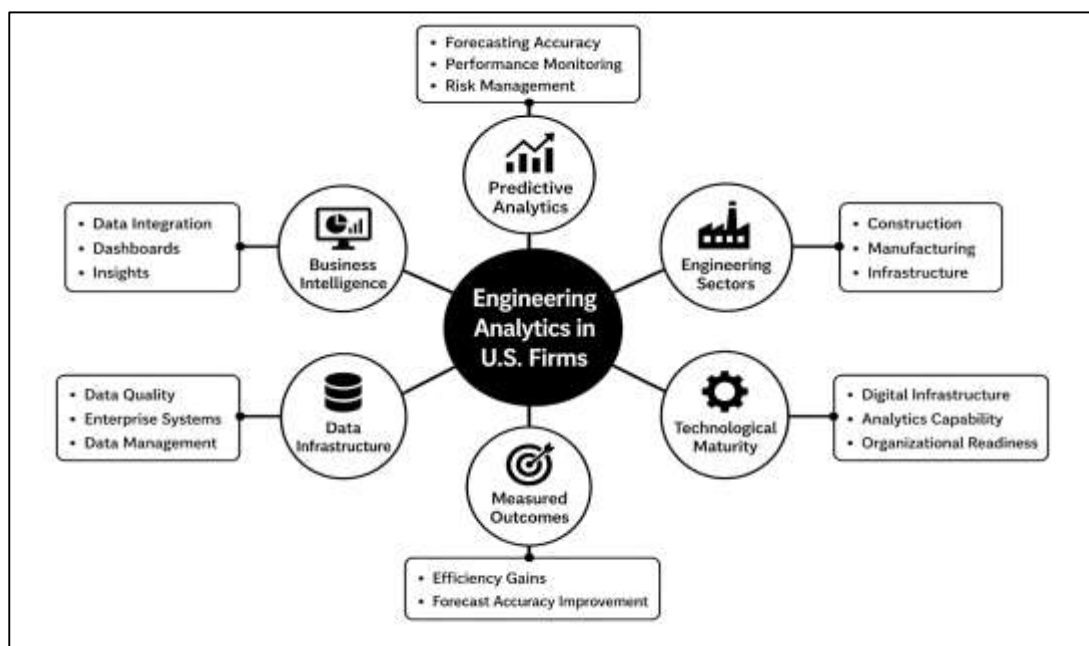 • Forecasting Accuracy
• Performance Monitoring
• Risk Management
Predictive
Analytics
• Data Integration
• Dashboards
• Insights
Business
Intelligence
Engineering
Sectors
• Construction
• Manufacturing
• Infrastructure
Engineering
Analytics in
U.S. Firms
• Data Quality
• Enterprise Systems
• Data Management
Data
Infrastructure
Technological
Maturity
• Digital Infrastructure
• Analytics Capability
• Organizational Readiness
Measured
Outcomes
• Efficiency Gains
• Forecast Accuracy Improvement